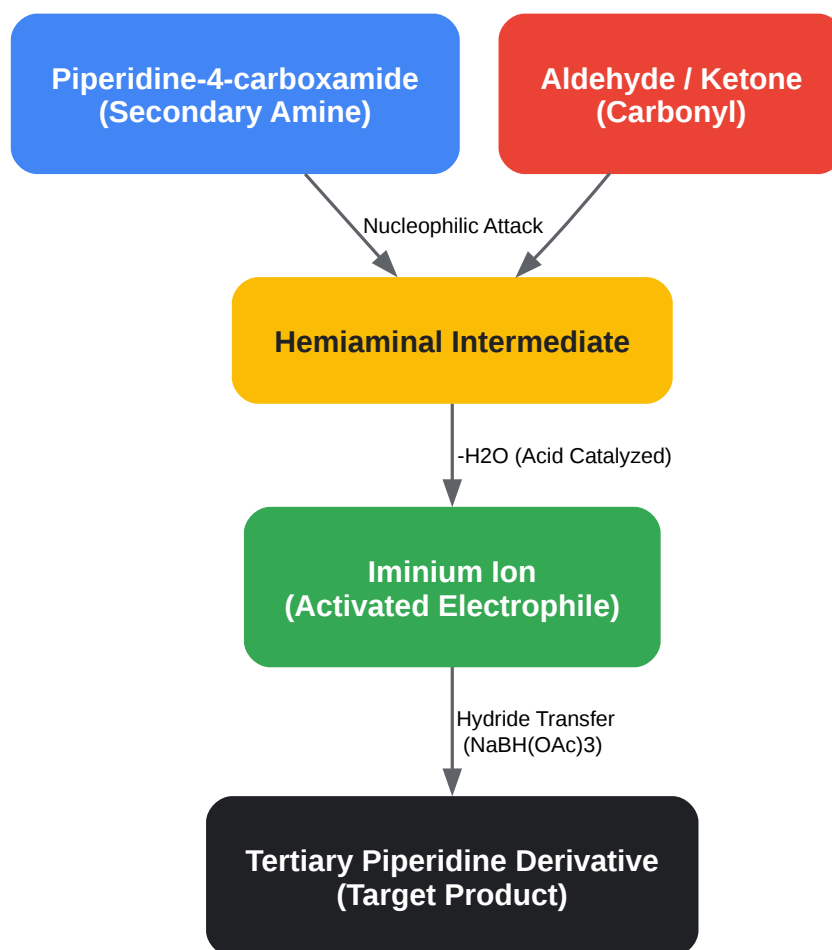 Piperidine-4-carboxamide
(Secondary Amine)
Aldehyde / Ketone
(Carbonyl)
Nucleophilic Attack
Hemiaminal Intermediate
-H2O (Acid Catalyzed)
Iminium Ion
(Activated Electrophile)
Hydride Transfer
(NaBH(OAc)3)
Tertiary Piperidine Derivative
(Target Product)